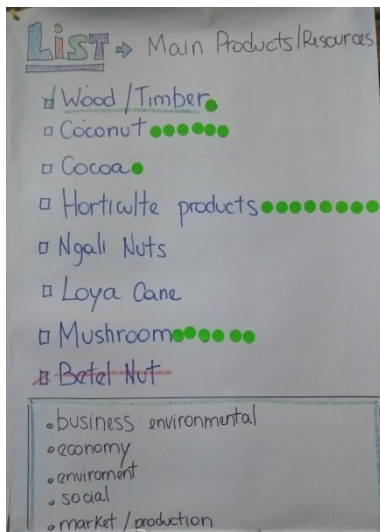 LIST ⇒ Main Products/Resources
Wood/Timber
Coconut
Cocoa
Horticulte products
Ngali Nuts
Loya Cane
Mushroom
Betel Nut
• business environmental
• economy
• enviroment
• social
• market/production